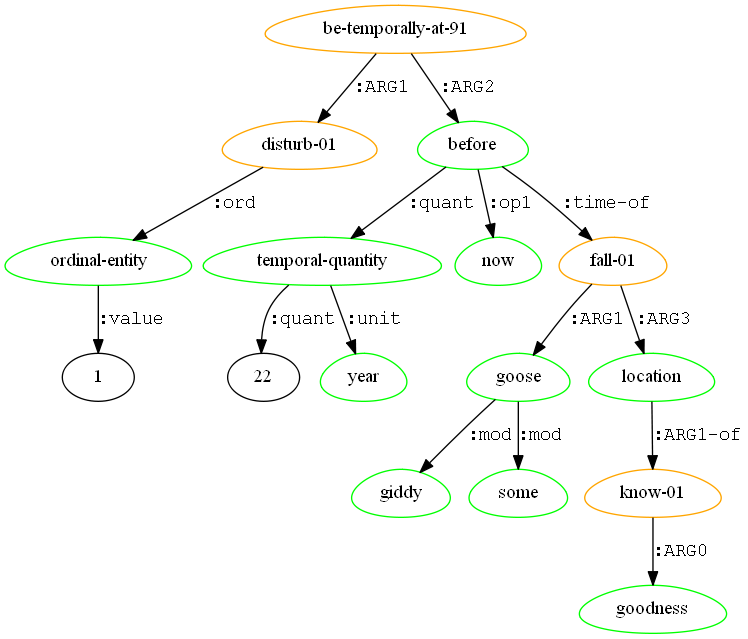 be-temporally-at-91
:ARG1 :ARG2
disturb-01 before
:ord :quant :op1 :time-of
ordinal-entity temporal-quantity now fall-01
:value :quant :unit :ARG1 :ARG3
1 22 year goose location
:mod :mod :ARG1-of
giddy some know-01
:ARG0
goodness